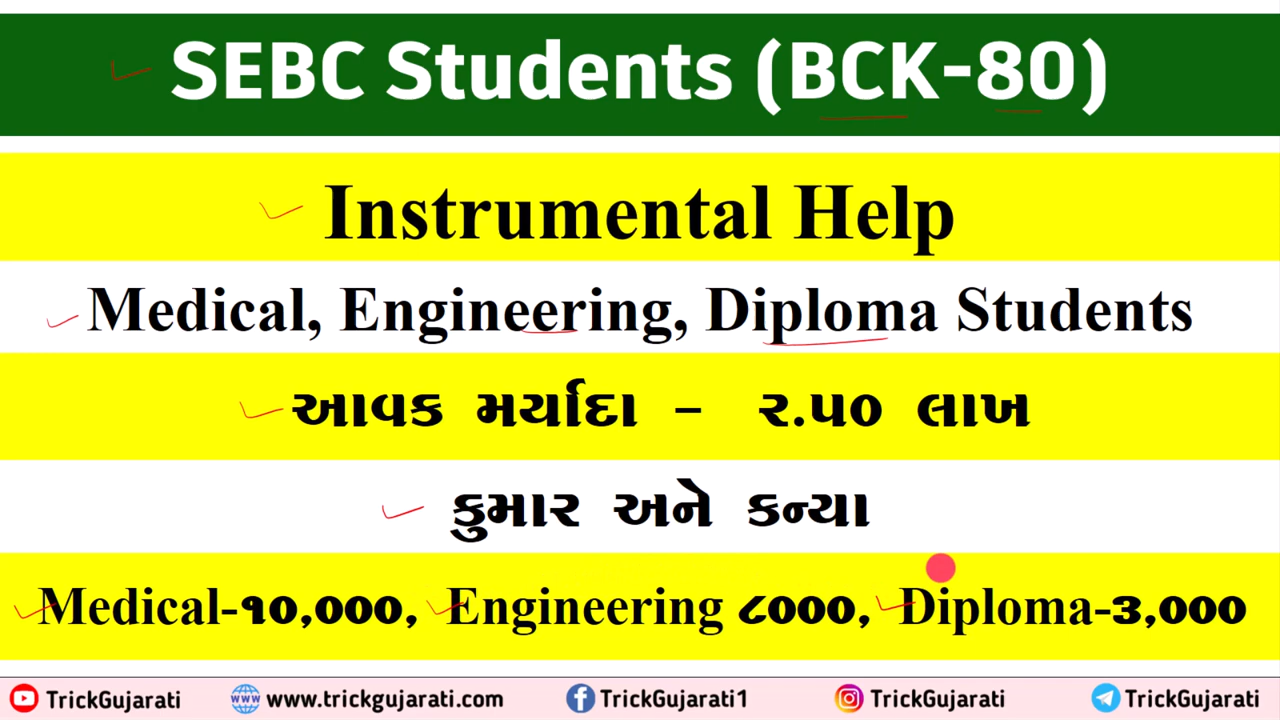 SEBC Students (BCK-80)
Instrumental Help
Medical, Engineering, Diploma Students
આવક મર્યાદા - ૨.૫૦ લાખ
કુમાર અને કન્યા
Medical-૧૦,૦૦૦, Engineering ૮૦૦૦, Diploma-૩,૦૦૦
TrickGujarati www www.trickgujarati.com TrickGujarati1 TrickGujarati TrickGujarati